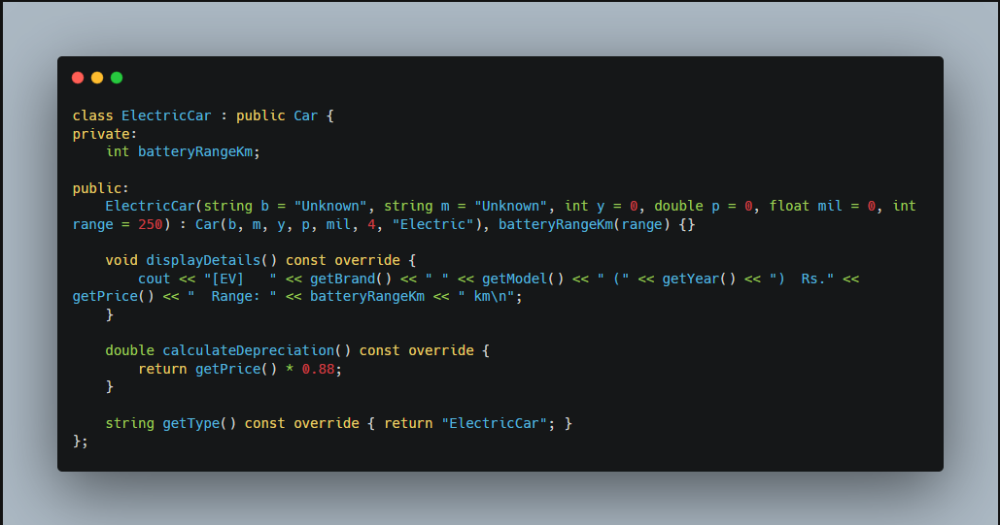 class ElectricCar : public Car {
private:
    int batteryRangeKm;

public:
    ElectricCar(string b = "Unknown", string m = "Unknown", int y = 0, double p = 0, float mil = 0, int
range = 250) : Car(b, m, y, p, mil, 4, "Electric"), batteryRangeKm(range) {}

    void displayDetails() const override {
        cout << "[EV]   " << getBrand() << " " << getModel() << " (" << getYear() << ")  Rs." <<
getPrice() << "  Range: " << batteryRangeKm << " km\n";
    }

    double calculateDepreciation() const override {
        return getPrice() * 0.88;
    }

    string getType() const override { return "ElectricCar"; }
};